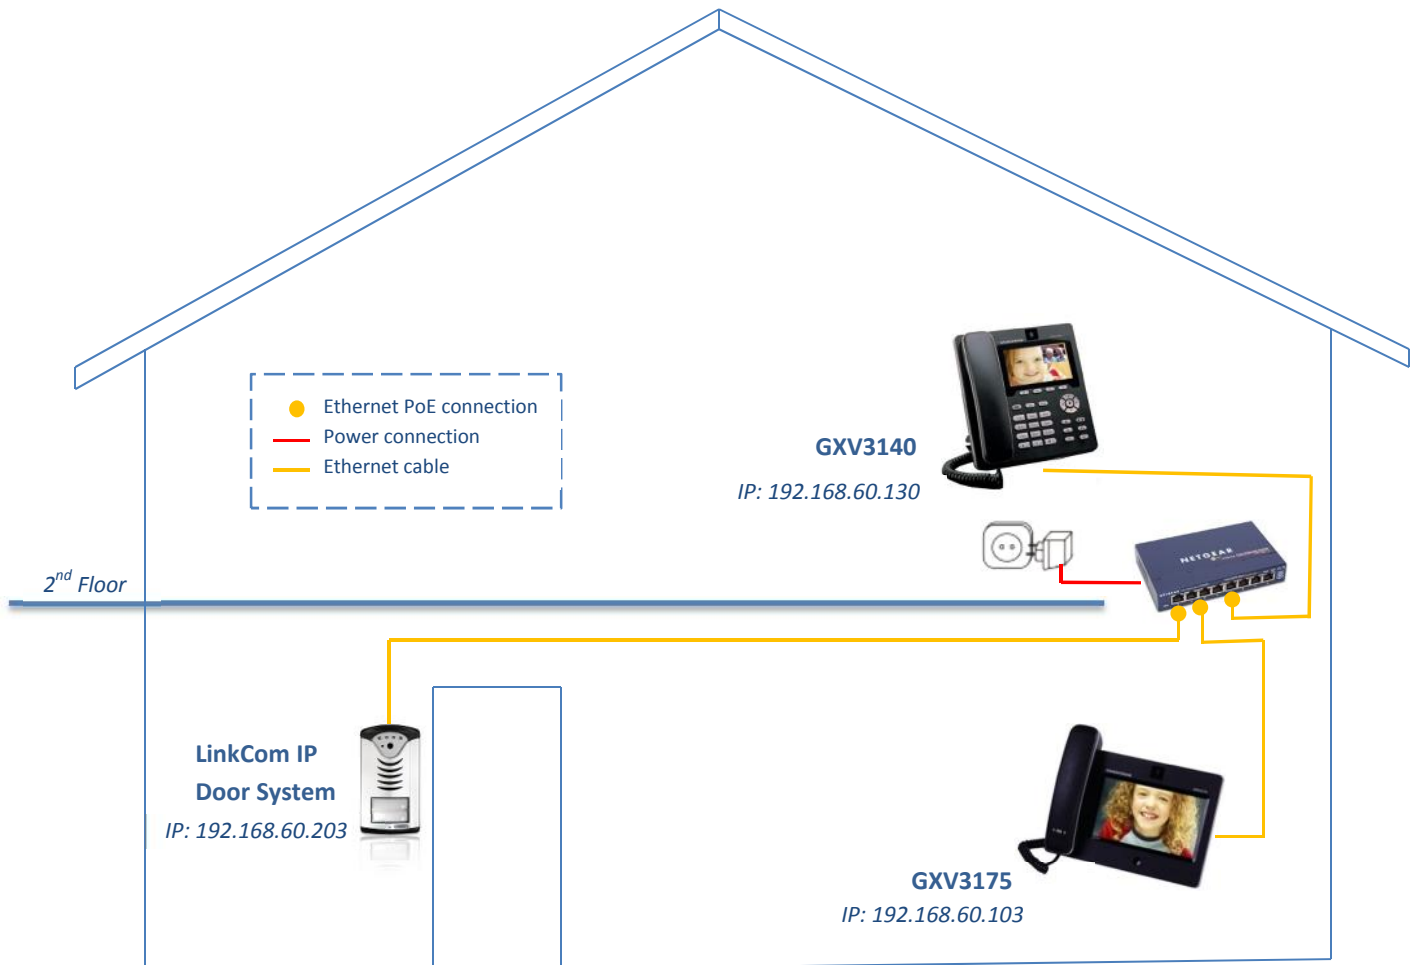 Ethernet PoE connection
Power connection
Ethernet cable
GXV3140
IP: 192.168.60.130
NETGEAR
2nd Floor
LinkCom IP
Door System
IP: 192.168.60.203
GXV3175
IP: 192.168.60.103